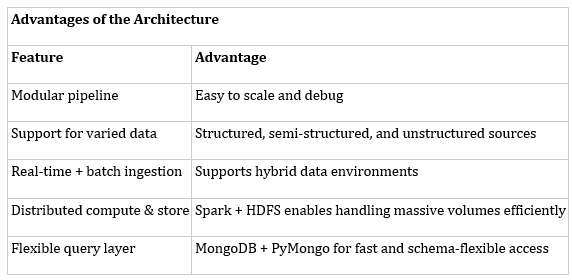 Advantages of the Architecture
Feature Advantage
Modular pipeline Easy to scale and debug
Support for varied data Structured, semi-structured, and unstructured sources
Real-time + batch ingestion Supports hybrid data environments
Distributed compute & store Spark + HDFS enables handling massive volumes efficiently
Flexible query layer MongoDB + PyMongo for fast and schema-flexible access